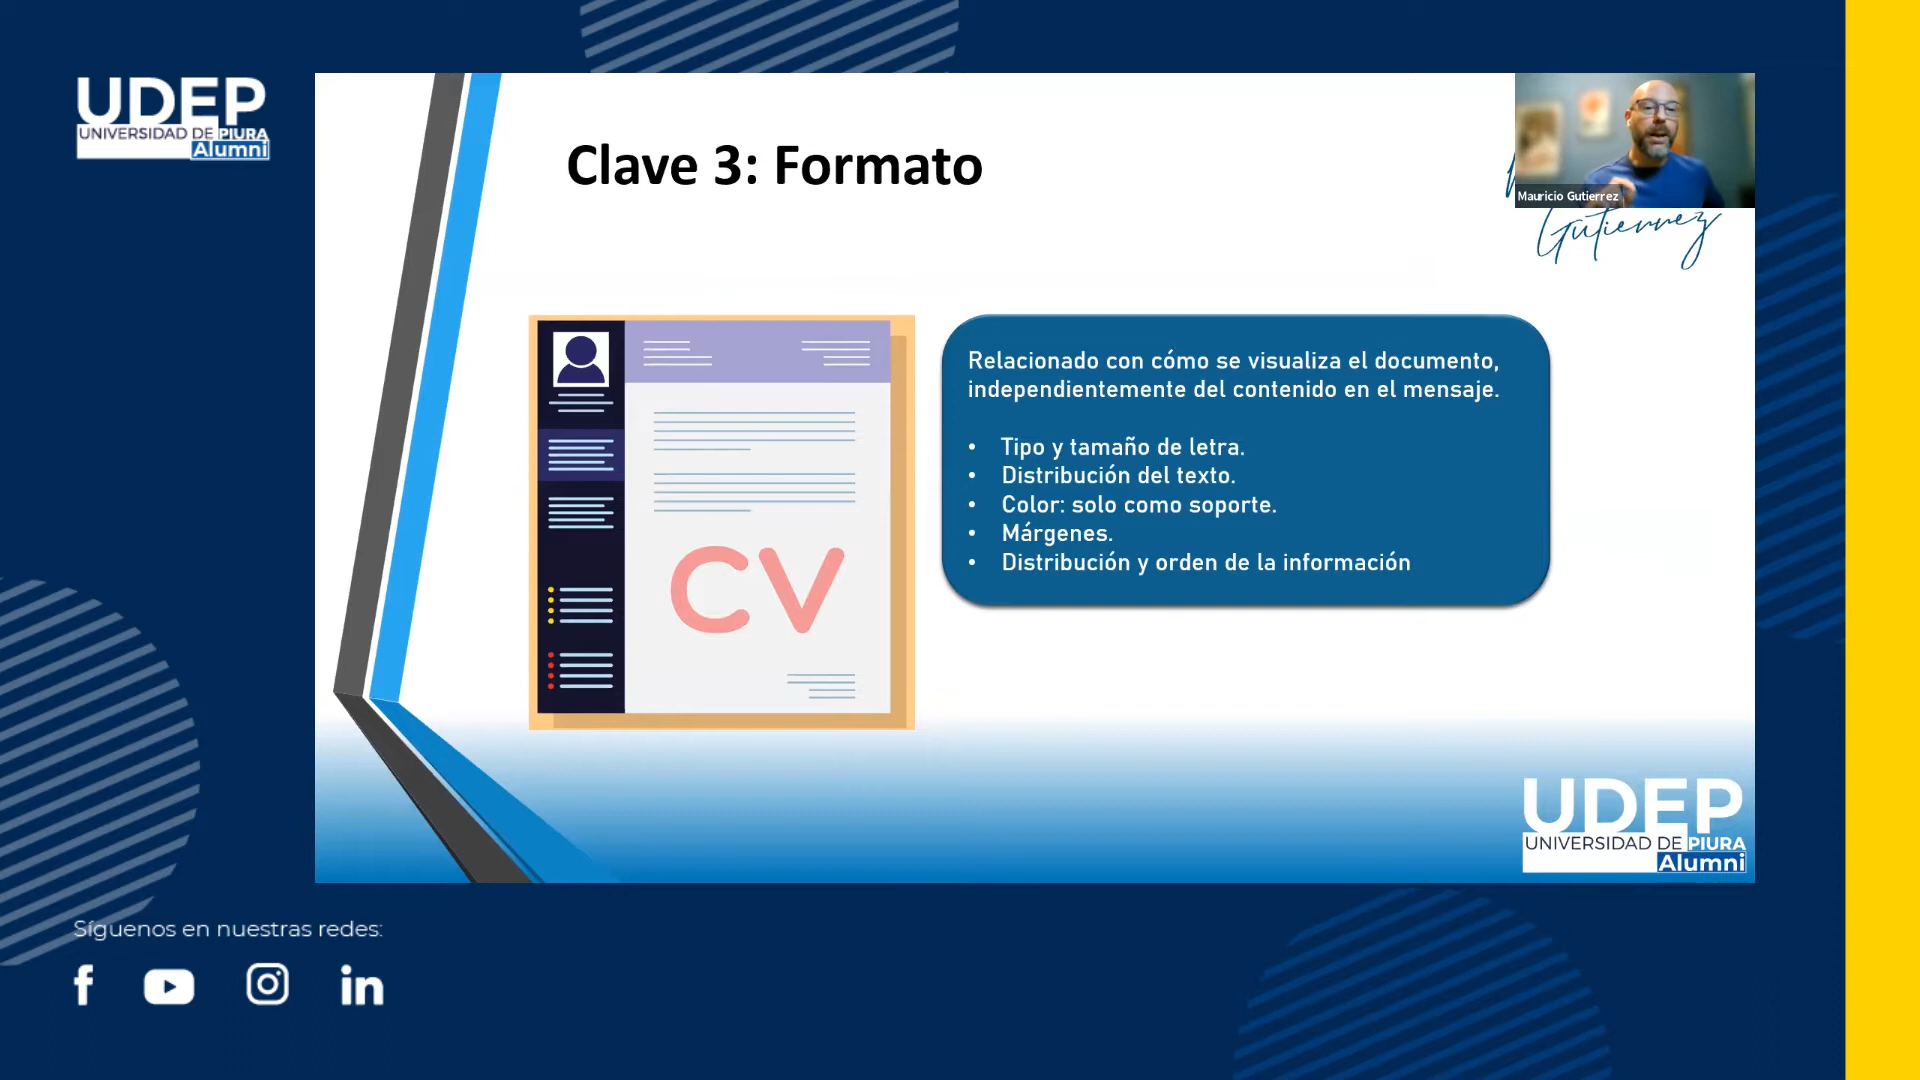 UDEP
UNIVERSIDAD DE PIURA
Alumni
Clave 3: Formato
Mauricio Gutierrez
Gutierrez
Relacionado con cómo se visualiza el documento,
independientemente del contenido en el mensaje.
• Tipo y tamaño de letra.
• Distribución del texto.
• Color: solo como soporte.
• Márgenes.
• Distribución y orden de la información
CV
UDEP
UNIVERSIDAD DE PIURA
Alumni
Síguenos en nuestras redes: